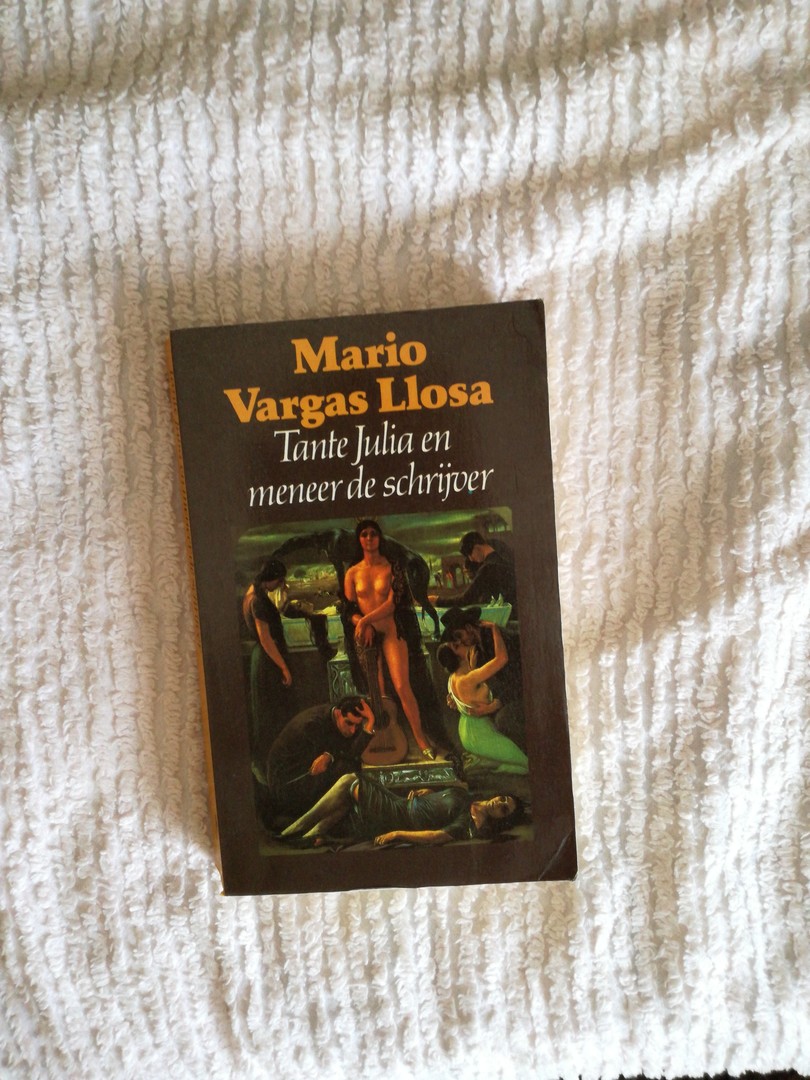 Mario
Vargas Llosa
Tante Julia en
meneer de schrijver